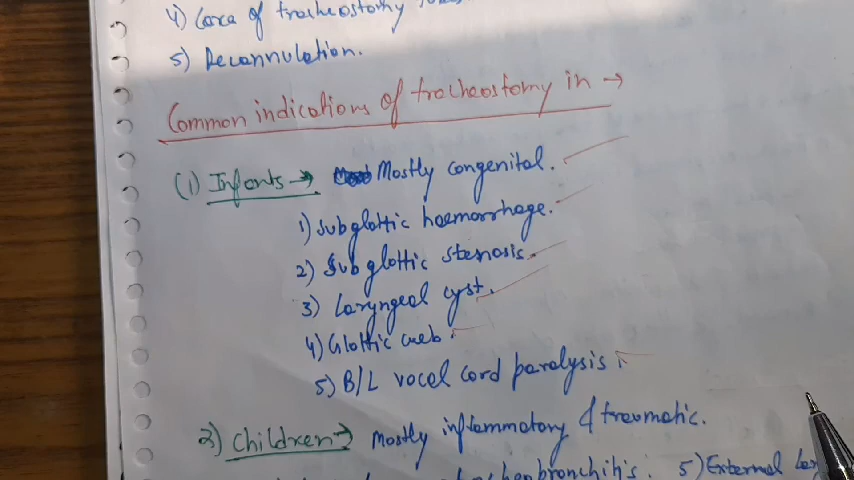 4) Care of tracheostomy
5) Decannulation.
Common indications of tracheostomy in →
(1) Infants → Mostly congenital.
1) Subglottic haemorrhage.
2) Subglottic stenosis.
3) Laryngeal cyst.
4) Glottic web.
5) B/L vocal cord paralysis
2) Children → Mostly inflammatory & traumatic.
5) External